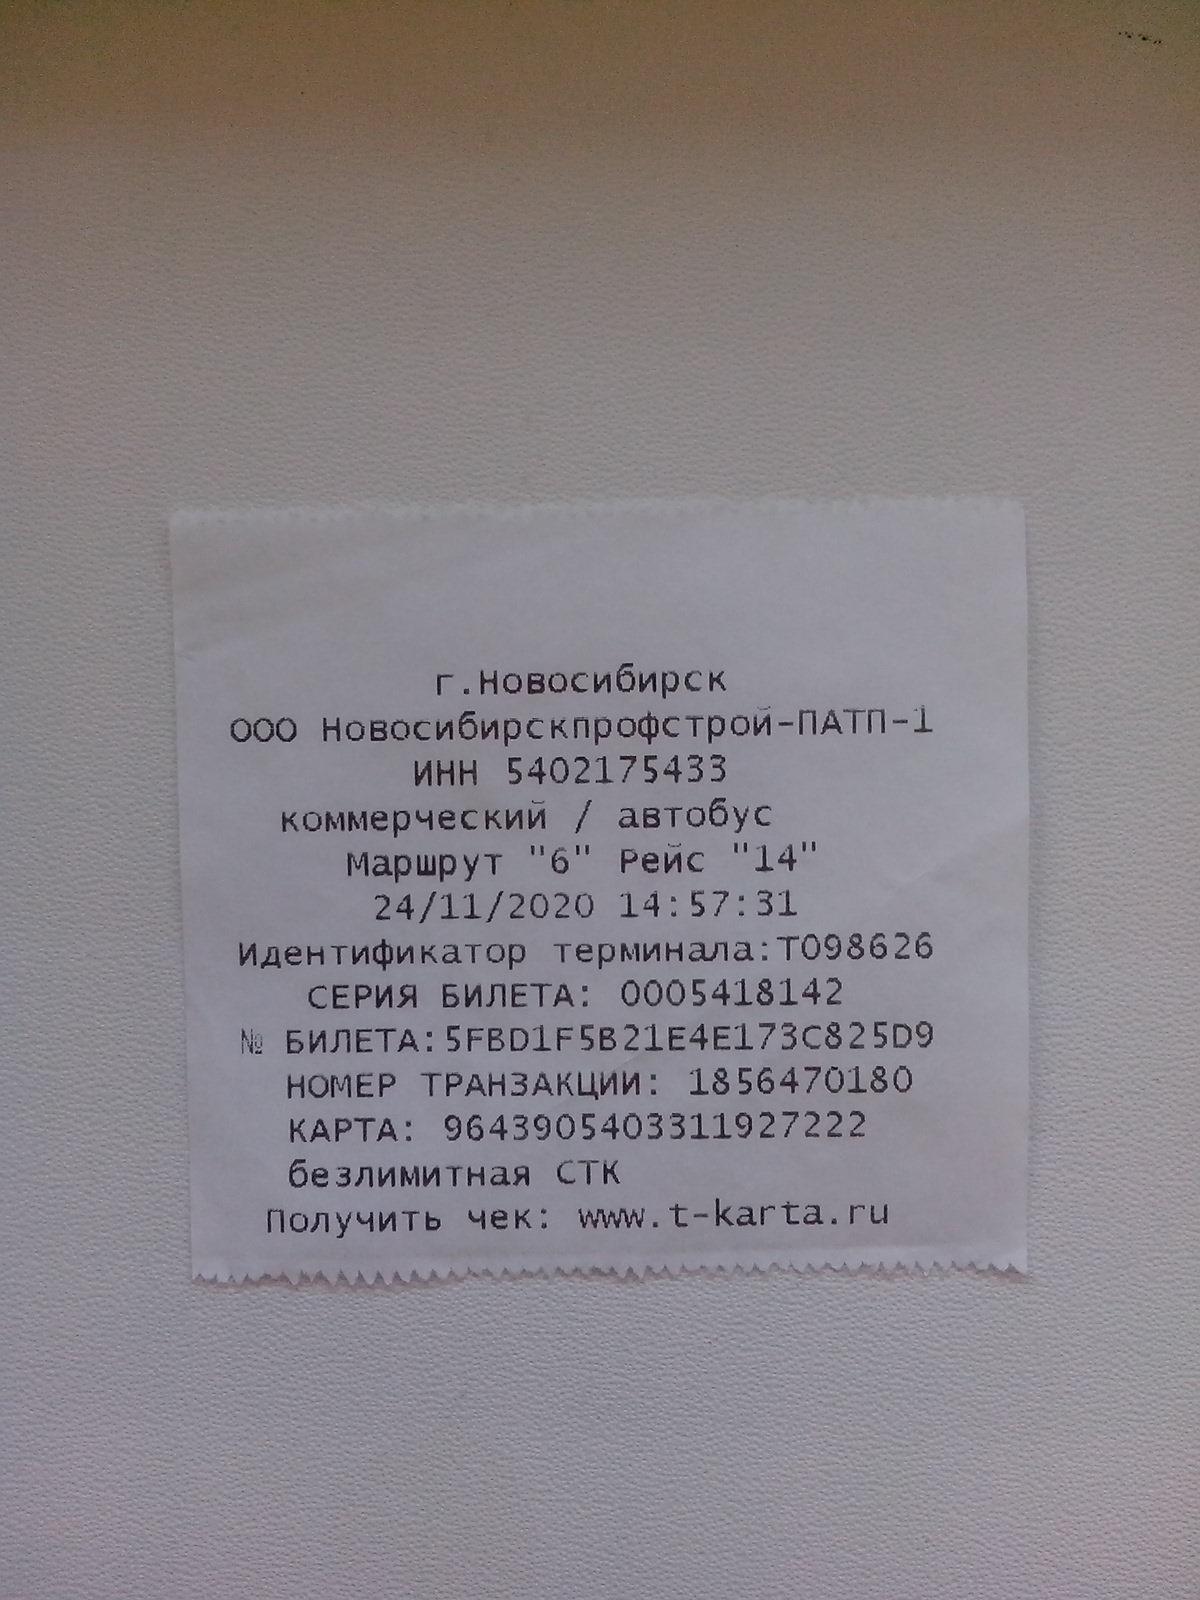 г.Новосибирск
ООО Новосибирскпрофстрой-ПАТП-1
ИНН 5402175433
коммерческий / автобус
Маршрут "6" Рейс "14"
24/11/2020 14:57:31
Идентификатор терминала:T098626
СЕРИЯ БИЛЕТА: 0005418142
№ БИЛЕТА:5FBD1F5B21E4E173C825D9
НОМЕР ТРАНЗАКЦИИ: 1856470180
КАРТА: 9643905403311927222
безлимитная СТК
Получить чек: www.t-karta.ru